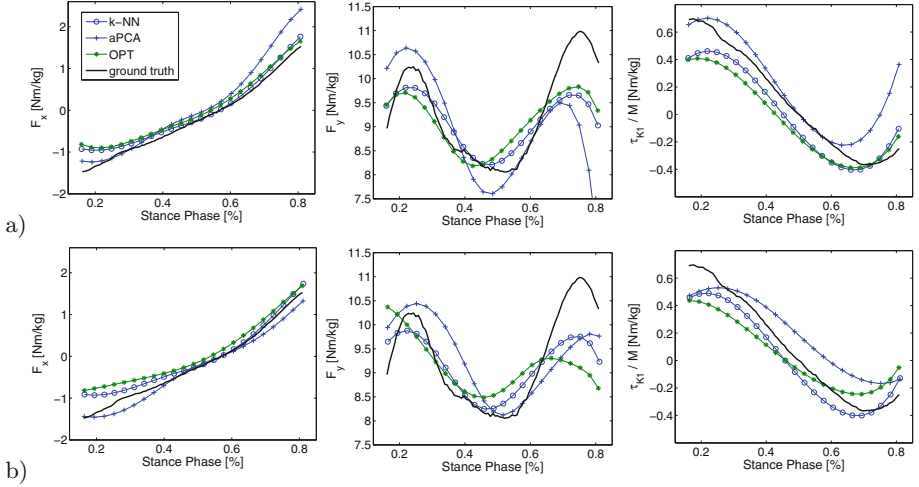 k−NN
aPCA
OPT
ground truth
F_x [Nm/kg]
2
1
0
−1
−2
0.2 0.4 0.6 0.8
Stance Phase [%]
F_y [Nm/kg]
11.5
11
10.5
10
9.5
9
8.5
8
7.5
0.2 0.4 0.6 0.8
Stance Phase [%]
τ_K1 / M [Nm/kg]
0.6
0.4
0.2
0
−0.2
−0.4
0.2 0.4 0.6 0.8
Stance Phase [%]
a)
F_x [Nm/kg]
2
1
0
−1
−2
0.2 0.4 0.6 0.8
Stance Phase [%]
F_y [Nm/kg]
11.5
11
10.5
10
9.5
9
8.5
8
7.5
0.2 0.4 0.6 0.8
Stance Phase [%]
τ_K1 / M [Nm/kg]
0.6
0.4
0.2
0
−0.2
−0.4
0.2 0.4 0.6 0.8
Stance Phase [%]
b)